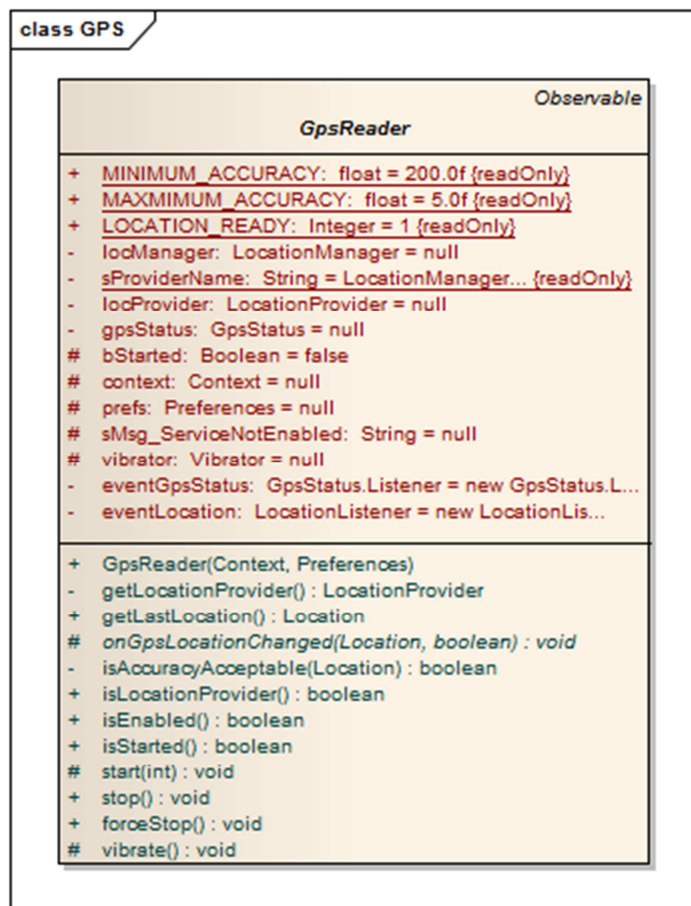 class GPS
Observable
GpsReader
+ MINIMUM_ACCURACY: float = 200.0f {readOnly}
+ MAXMIMUM_ACCURACY: float = 5.0f {readOnly}
+ LOCATION_READY: Integer = 1 {readOnly}
- locManager: LocationManager = null
- sProviderName: String = LocationManager... {readOnly}
- locProvider: LocationProvider = null
- gpsStatus: GpsStatus = null
# bStarted: Boolean = false
# context: Context = null
# prefs: Preferences = null
# sMsg_ServiceNotEnabled: String = null
# vibrator: Vibrator = null
- eventGpsStatus: GpsStatus.Listener = new GpsStatus.L...
- eventLocation: LocationListener = new LocationLis...
+ GpsReader(Context, Preferences)
- getLocationProvider() : LocationProvider
+ getLastLocation() : Location
# onGpsLocationChanged(Location, boolean) : void
- isAccuracyAcceptable(Location) : boolean
+ isLocationProvider() : boolean
+ isEnabled() : boolean
+ isStarted() : boolean
# start(int) : void
+ stop() : void
+ forceStop() : void
# vibrate() : void